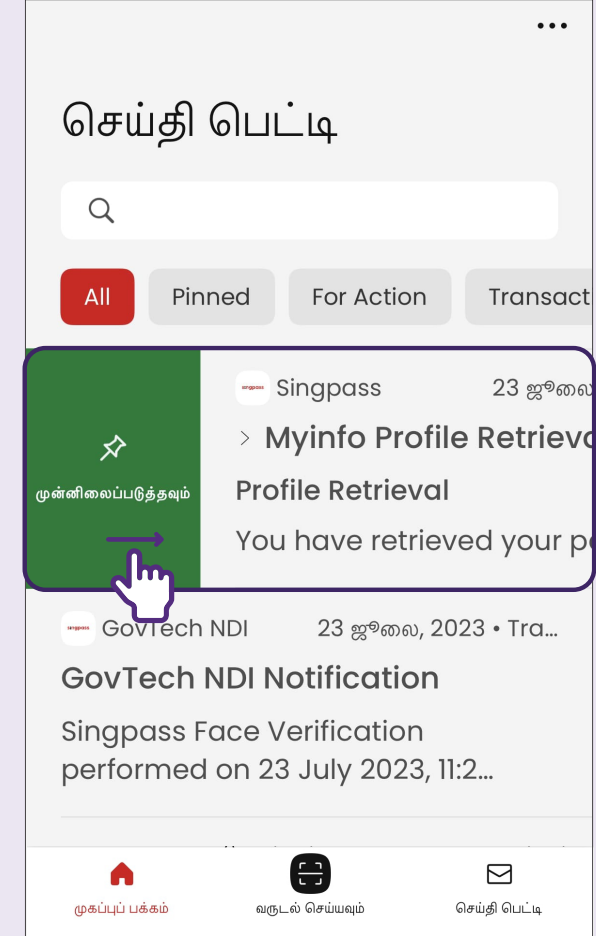 செய்தி பெட்டி
All Pinned For Action Transact
Singpass 23 ஜூலை
Myinfo Profile Retriev
முன்னிலைப்படுத்தவும்
Profile Retrieval
You have retrieved your p
GovTech NDI 23 ஜூலை, 2023 • Tra...
GovTech NDI Notification
Singpass Face Verification
performed on 23 July 2023, 11:2...
முகப்புப் பக்கம் வருடல் செய்யவும் செய்தி பெட்டி